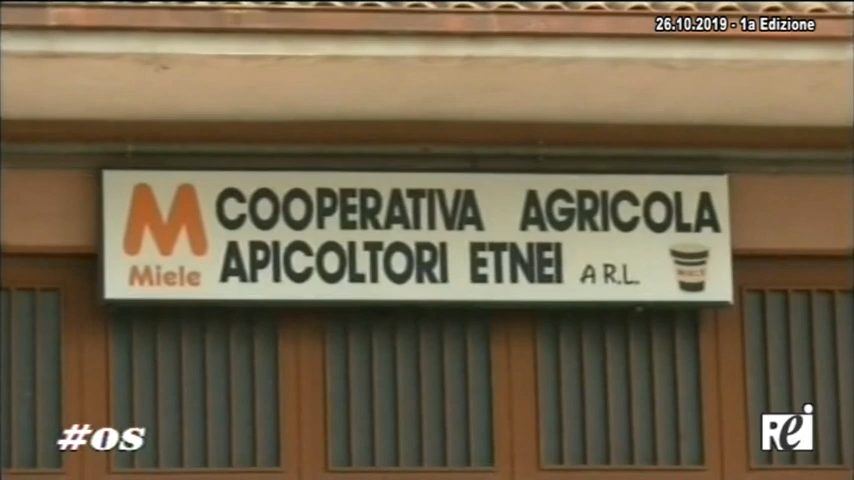 26.10.2019 - 1a Edizione
M
Miele
COOPERATIVA AGRICOLA
APICOLTORI ETNEI A R.L.
#os
Rei